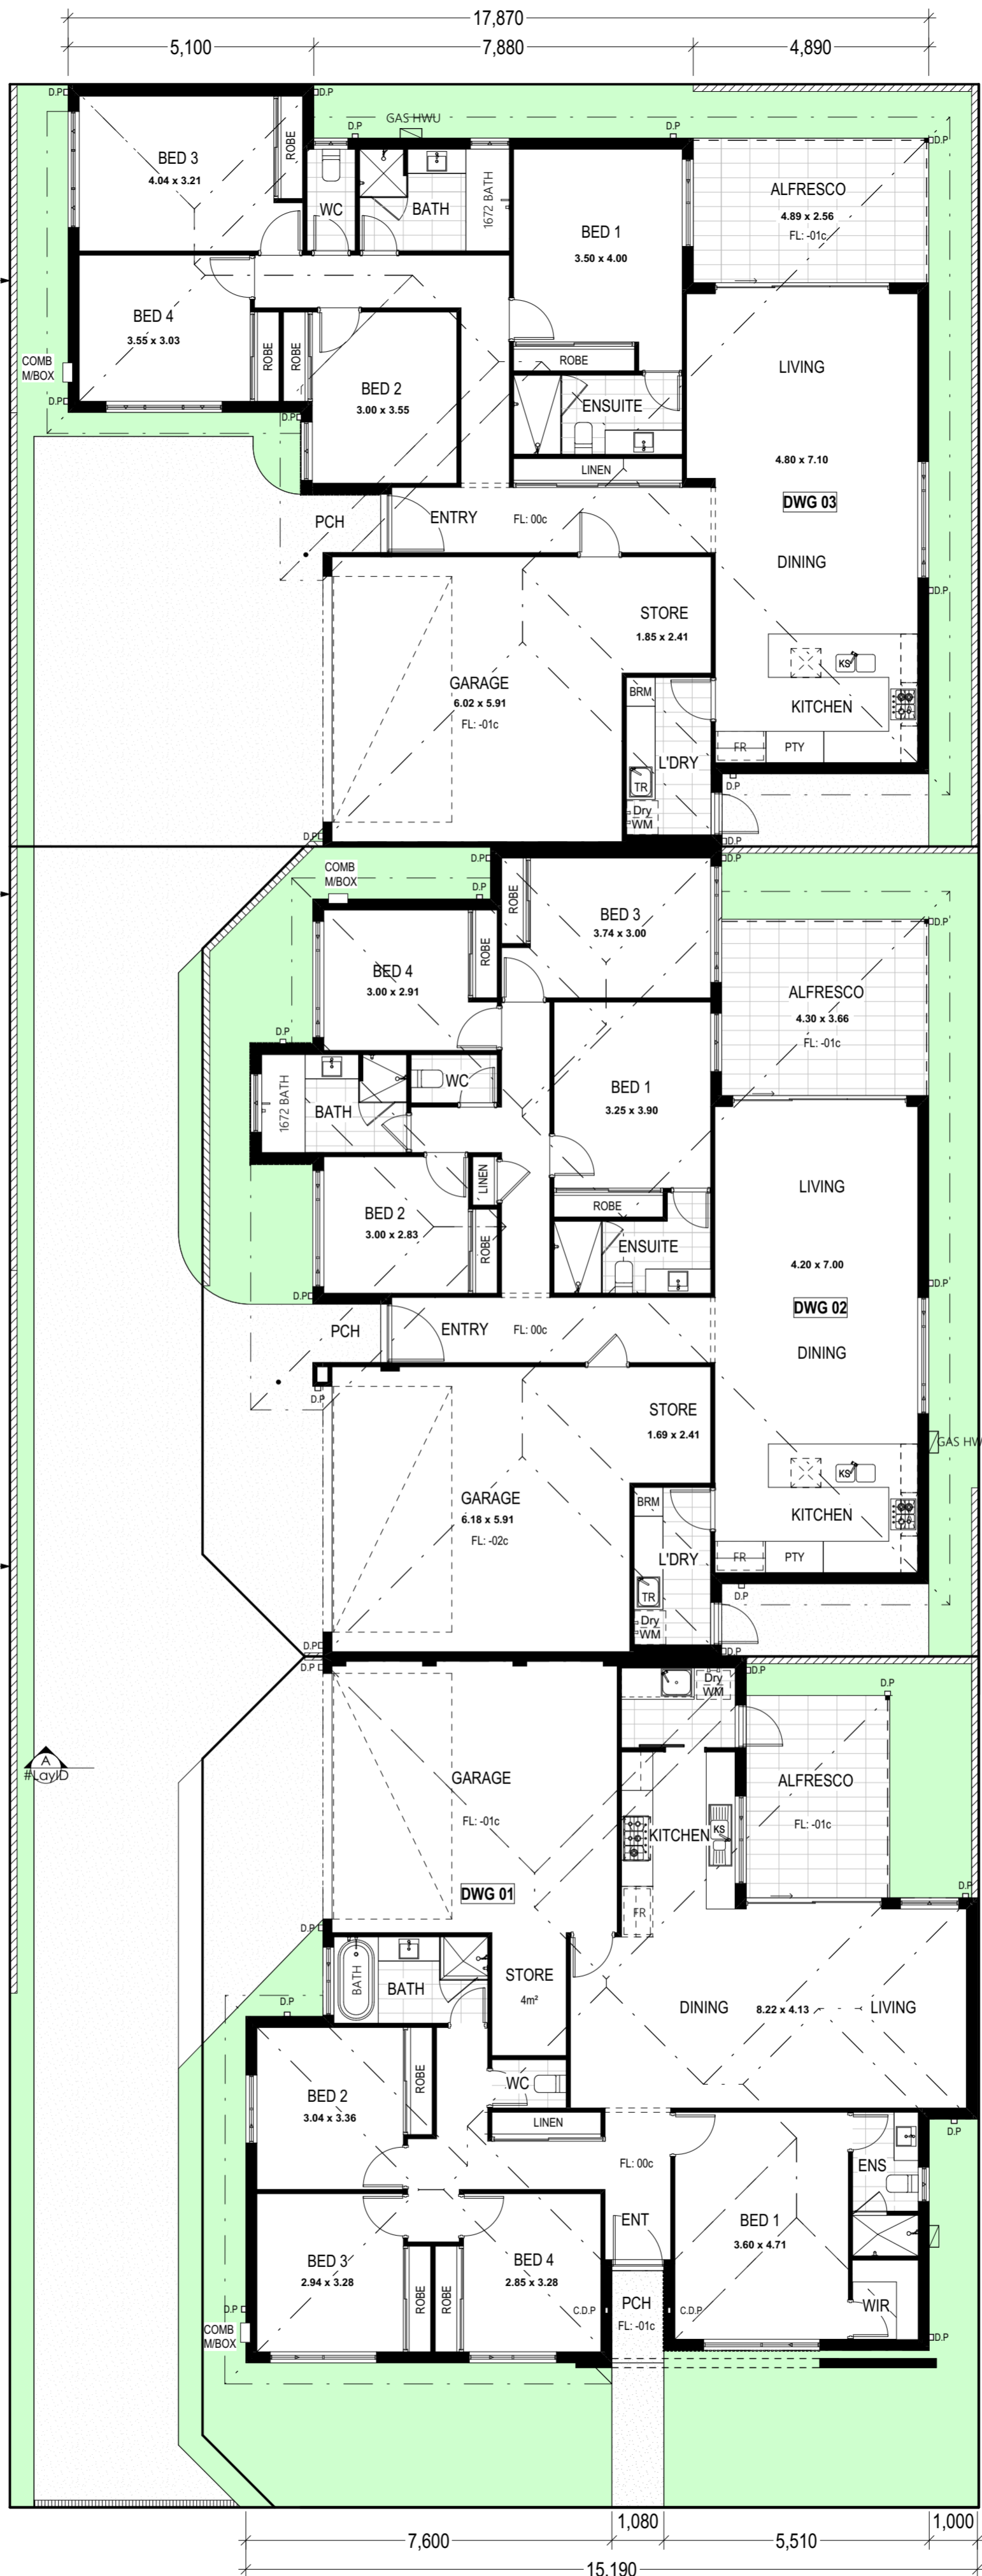 17,870
5,100
7,880
4,890
D.P
D.P
GAS HWU
D.P
D.P
D.P
BED 3
4.04 x 3.21
ROBE
WC
BATH
1672 BATH
BED 1
3.50 x 4.00
ALFRESCO
4.89 x 2.56
FL: -01c
BED 4
3.55 x 3.03
ROBE
ROBE
BED 2
3.00 x 3.55
ROBE
ENSUITE
LINEN
LIVING
COMB
M/BOX
D.P
D.P
4.80 x 7.10
DWG 03
PCH
ENTRY
FL: 00c
DINING
D.P
STORE
1.85 x 2.41
GARAGE
6.02 x 5.91
FL: -01c
KS
BRM
KITCHEN
L'DRY
FR
PTY
TR
Dry
WM
D.P
D.P
D.P
COMB
M/BOX
D.P
D.P
D.P
ROBE
BED 3
3.74 x 3.00
D.P
BED 4
3.00 x 2.91
ROBE
ALFRESCO
4.30 x 3.66
FL: -01c
D.P
1672 BATH
BATH
WC
BED 1
3.25 x 3.90
LINEN
BED 2
3.00 x 2.83
ROBE
ROBE
ENSUITE
LIVING
4.20 x 7.00
D.P
D.P
DWG 02
PCH
ENTRY
FL: 00c
DINING
D.P
STORE
1.69 x 2.41
GAS HW
GARAGE
6.18 x 5.91
FL: -02c
KS
BRM
KITCHEN
L'DRY
FR
PTY
TR
Dry
WM
D.P
D.P
D.P
D.P
D.P
Dry
WM
D.P
A
#LayID
GARAGE
FL: -01c
ALFRESCO
FL: -01c
KITCHEN
KS
DWG 01
FR
D.P
D.P
BATH
BATH
STORE
4m²
DINING
8.22 x 4.13
LIVING
D.P
BED 2
3.04 x 3.36
ROBE
WC
LINEN
D.P
FL: 00c
ENS
BED 3
2.94 x 3.28
ROBE
ROBE
BED 4
2.85 x 3.28
ENT
BED 1
3.60 x 4.71
WIR
D.P
COMB
M/BOX
C.D.P
PCH
FL: -01c
C.D.P
D.P
7,600
1,080
5,510
1,000
15,190